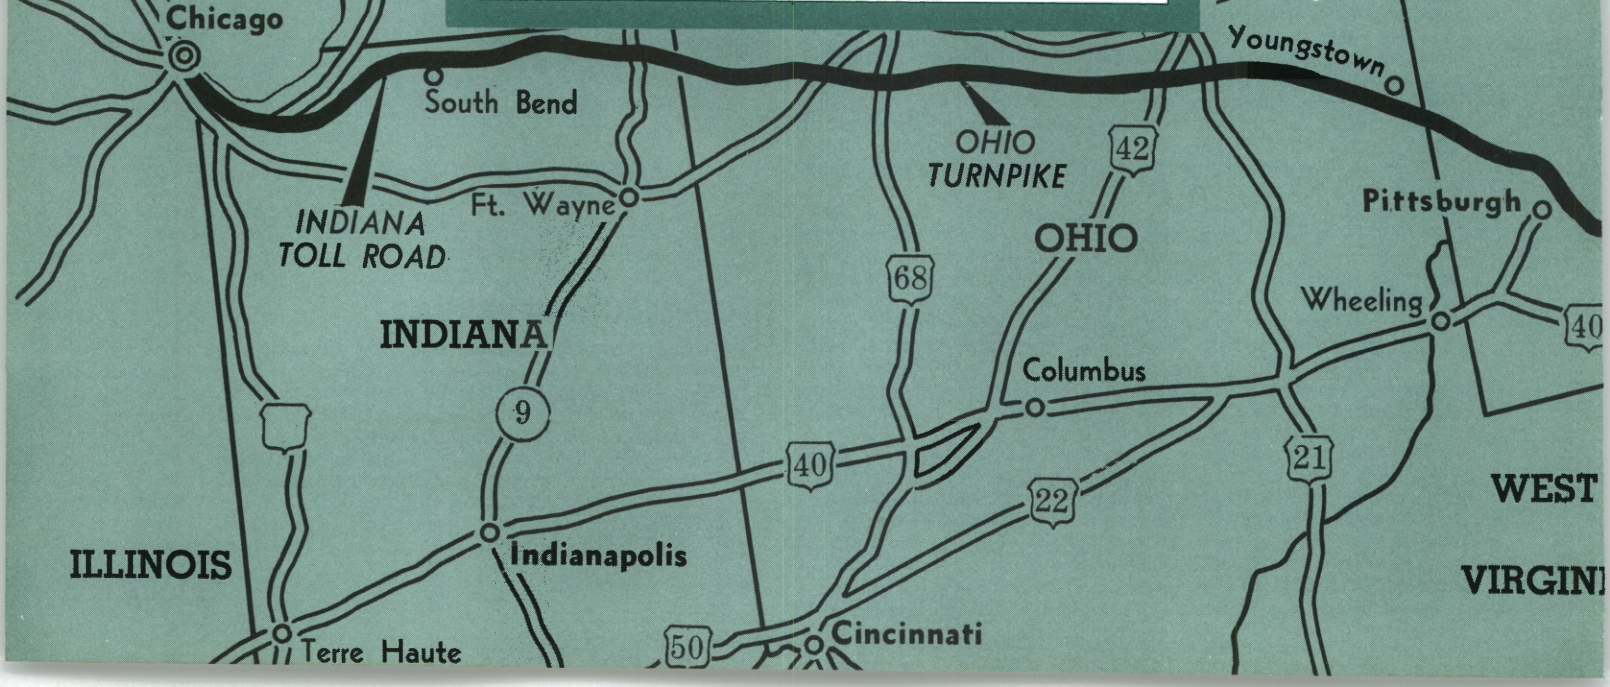 Chicago
Youngstown
South Bend
OHIO
TURNPIKE
42
Pittsburgh
Ft. Wayne
INDIANA
TOLL ROAD
OHIO
68
Wheeling
40
INDIANA
Columbus
9
40
21
22
WEST
Indianapolis
ILLINOIS
VIRGINI
Cincinnati
50
Terre Haute